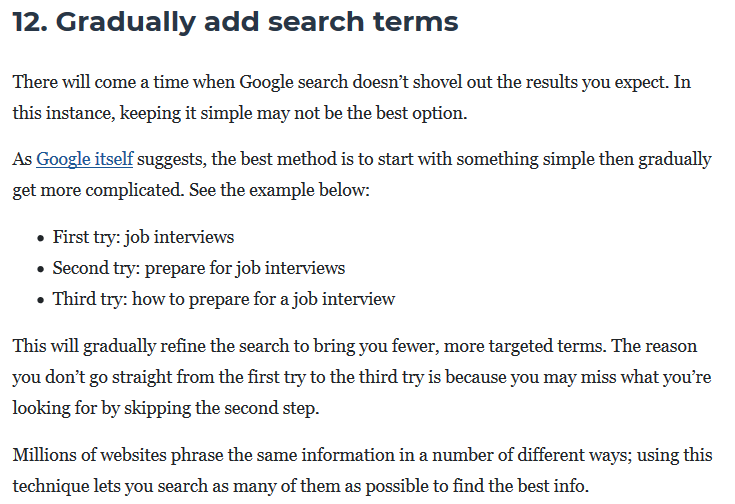 12. Gradually add search terms
There will come a time when Google search doesn’t shovel out the results you expect. In
this instance, keeping it simple may not be the best option.
As Google itself suggests, the best method is to start with something simple then gradually
get more complicated. See the example below:
• First try: job interviews
• Second try: prepare for job interviews
• Third try: how to prepare for a job interview
This will gradually refine the search to bring you fewer, more targeted terms. The reason
you don’t go straight from the first try to the third try is because you may miss what you’re
looking for by skipping the second step.
Millions of websites phrase the same information in a number of different ways; using this
technique lets you search as many of them as possible to find the best info.